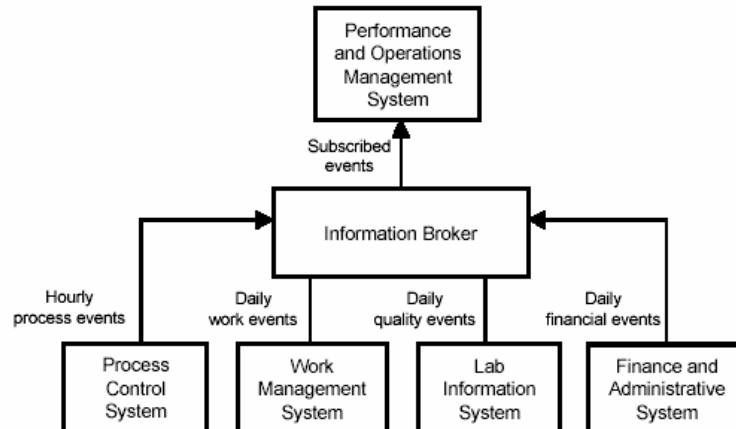 Performance
and Operations
Management
System
Subscribed
events
Information Broker
Hourly
process events
Daily
work events
Daily
quality events
Daily
financial events
Process
Control
System
Work
Management
System
Lab
Information
System
Finance and
Administrative
System